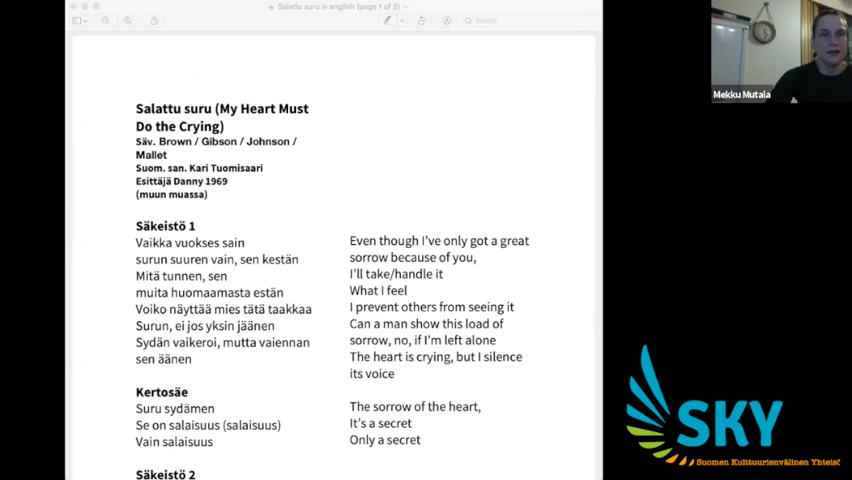 Salattu suru in english (page 1 of 2)
Search
Mekku Mutala
Salattu suru (My Heart Must
Do the Crying)
Säv. Brown / Gibson / Johnson /
Mallet
Suom. san. Kari Tuomisaari
Esittäjä Danny 1969
(muun muassa)
Säkeistö 1
Vaikka vuokses sain
surun suuren vain, sen kestän
Mitä tunnen, sen
muita huomaamasta estän
Voiko näyttää mies tätä taakkaa
Surun, ei jos yksin jäänen
Sydän vaikeroi, mutta vaiennan
sen äänen
Even though I've only got a great
sorrow because of you,
I'll take/handle it
What I feel
I prevent others from seeing it
Can a man show this load of
sorrow, no, if I'm left alone
The heart is crying, but I silence
its voice
Kertosäe
Suru sydämen
Se on salaisuus (salaisuus)
Vain salaisuus
The sorrow of the heart,
It's a secret
Only a secret
Säkeistö 2
SKY
Suomen Kulttuurienvälinen Yhteisö